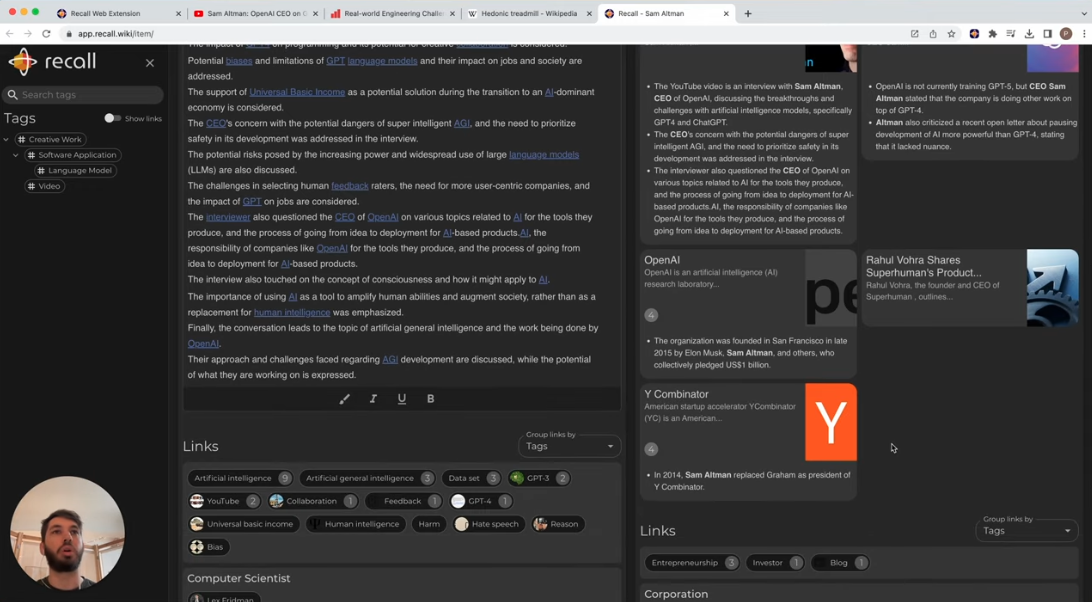 Recall Web Extension
Sam Altman: OpenAI CEO on G
Real-world Engineering Challe
Hedonic treadmill - Wikipedia
Recall - Sam Altman
app.recall.wiki/item/
P
recall
Search tags
Tags
Show links
# Creative Work
# Software Application
# Language Model
# Video
The impact of GPT-4 on programming and its potential for creative collaboration is considered.
Potential biases and limitations of GPT language models and their impact on jobs and society are
addressed.
The support of Universal Basic Income as a potential solution during the transition to an AI-dominant
economy is considered.
The CEO's concern with the potential dangers of super intelligent AGI, and the need to prioritize
safety in its development was addressed in the interview.
The potential risks posed by the increasing power and widespread use of large language models
(LLMs) are also discussed.
The challenges in selecting human feedback raters, the need for more user-centric companies, and
the impact of GPT on jobs are considered.
The interviewer also questioned the CEO of OpenAI on various topics related to AI for the tools they
produce, and the process of going from idea to deployment for AI-based products.AI, the
responsibility of companies like OpenAI for the tools they produce, and the process of going from
idea to deployment for AI-based products.
The interview also touched on the concept of consciousness and how it might apply to AI.
The importance of using AI as a tool to amplify human abilities and augment society, rather than as a
replacement for human intelligence was emphasized.
Finally, the conversation leads to the topic of artificial general intelligence and the work being done by
OpenAI.
Their approach and challenges faced regarding AGI development are discussed, while the potential
of what they are working on is expressed.
I U B
Links
Group links by
Tags
Artificial intelligence 9
Artificial general intelligence 3
Data set 3
GPT-3 2
YouTube 2
Collaboration 1
Feedback 1
GPT-4 1
Universal basic income
Human intelligence
Harm
Hate speech
Reason
Bias
Computer Scientist
Lex Fridman
• The YouTube video is an interview with Sam Altman,
CEO of OpenAI, discussing the breakthroughs and
challenges with artificial intelligence models, specifically
GPT4 and ChatGPT.
• The CEO's concern with the potential dangers of super
intelligent AGI, and the need to prioritize safety in its
development was addressed in the interview.
• The interviewer also questioned the CEO of OpenAI on
various topics related to AI for the tools they produce,
and the process of going from idea to deployment for AI-
based products.AI, the responsibility of companies like
OpenAI for the tools they produce, and the process of
going from idea to deployment for AI-based products.
• OpenAI is not currently training GPT-5, but CEO Sam
Altman stated that the company is doing other work on
top of GPT-4.
• Altman also criticized a recent open letter about pausing
development of AI more powerful than GPT-4, stating
that it lacked nuance.
OpenAI
OpenAI is an artificial intelligence (AI)
research laboratory...
4
pe
• The organization was founded in San Francisco in late
2015 by Elon Musk, Sam Altman, and others, who
collectively pledged US$1 billion.
Rahul Vohra Shares
Superhuman's Product...
Rahul Vohra, the founder and CEO of
Superhuman , outlines...
Y Combinator
American startup accelerator YCombinator
(YC) is an American...
4
Y
• In 2014, Sam Altman replaced Graham as president of
Y Combinator.
Links
Group links by
Tags
Entrepreneurship 3
Investor 1
Blog 1
Corporation